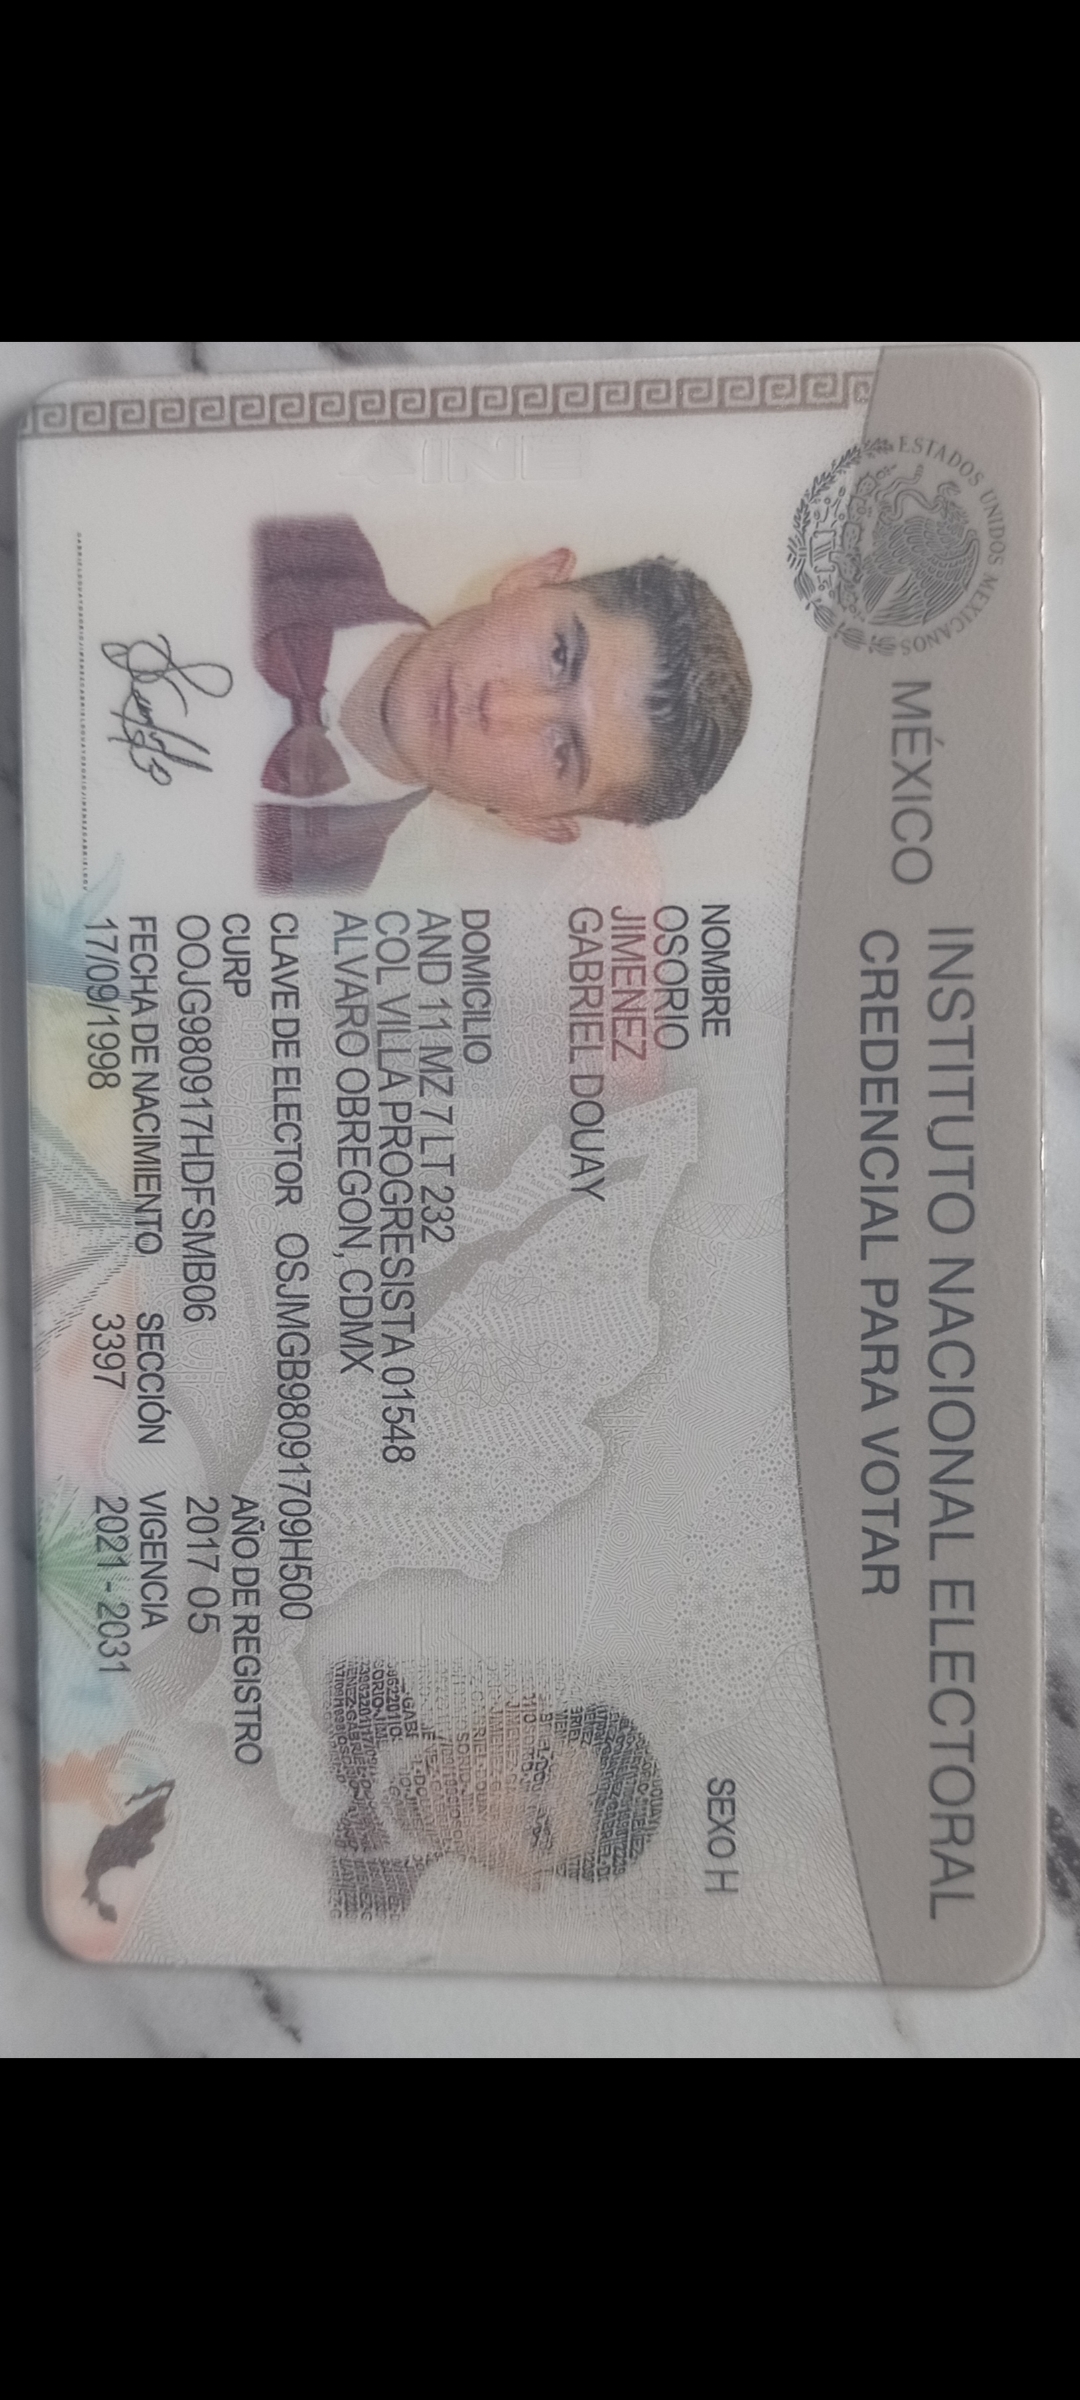 ESTADOS UNIDOS MEXICANOS
MÉXICO INSTITUTO NACIONAL ELECTORAL
CREDENCIAL PARA VOTAR
NOMBRE
OSORIO
JIMENEZ
GABRIEL DOUAY
SEXO H
DOMICILIO
AND 11 MZ 7 LT 232
COL VILLA PROGRESISTA 01548
ALVARO OBREGON, CDMX
CLAVE DE ELECTOR OSJMGB98091709H500
CURP
OOJG980917HDFSMB06
AÑO DE REGISTRO
2017 05
FECHA DE NACIMIENTO
17/09/1998
SECCIÓN
3397
VIGENCIA
2021 - 2031
INE